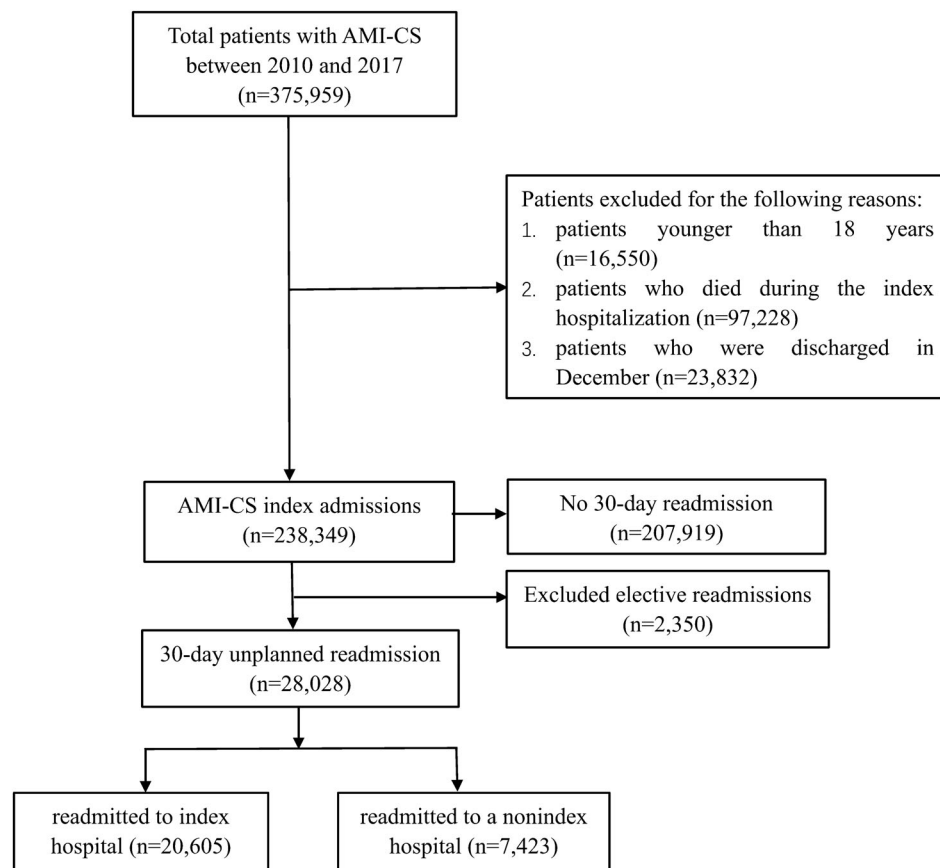 Total patients with AMI-CS
between 2010 and 2017
(n=375,959)
Patients excluded for the following reasons:
1. patients younger than 18 years
(n=16,550)
2. patients who died during the index
hospitalization (n=97,228)
3. patients who were discharged in
December (n=23,832)
AMI-CS index admissions
(n=238,349)
No 30-day readmission
(n=207,919)
Excluded elective readmissions
(n=2,350)
30-day unplanned readmission
(n=28,028)
readmitted to index
hospital (n=20,605)
readmitted to a nonindex
hospital (n=7,423)